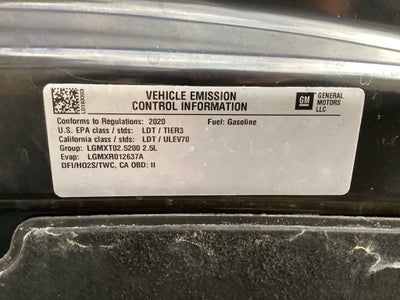 VEHICLE EMISSION
CONTROL INFORMATION
GM
GENERAL
MOTORS
LLC
Conforms to Regulations: 2020
Fuel: Gasoline
U.S. EPA class / stds: LDT / TIER3
California class / stds: LDT / ULEV70
Group: LGMXT02.5200 2.5L
Evap: LGMXR012637A
DFI/HO2S/TWC, CA OBD: II